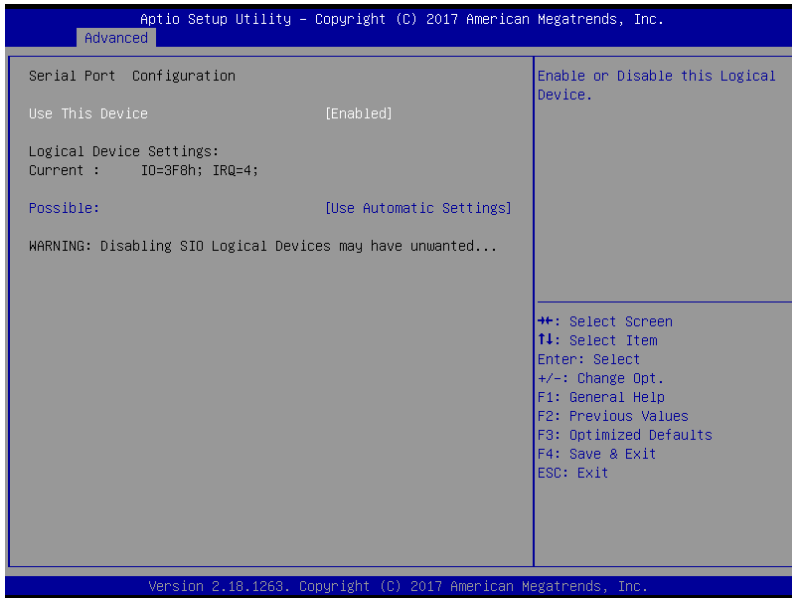 Aptio Setup Utility – Copyright (C) 2017 American Megatrends, Inc.
Advanced
Serial Port Configuration
Use This Device [Enabled]
Logical Device Settings:
Current : IO=3F8h; IRQ=4;
Possible: [Use Automatic Settings]
WARNING: Disabling SIO Logical Devices may have unwanted...
Enable or Disable this Logical
Device.
→←: Select Screen
↑↓: Select Item
Enter: Select
+/-: Change Opt.
F1: General Help
F2: Previous Values
F3: Optimized Defaults
F4: Save & Exit
ESC: Exit
Version 2.18.1263. Copyright (C) 2017 American Megatrends, Inc.